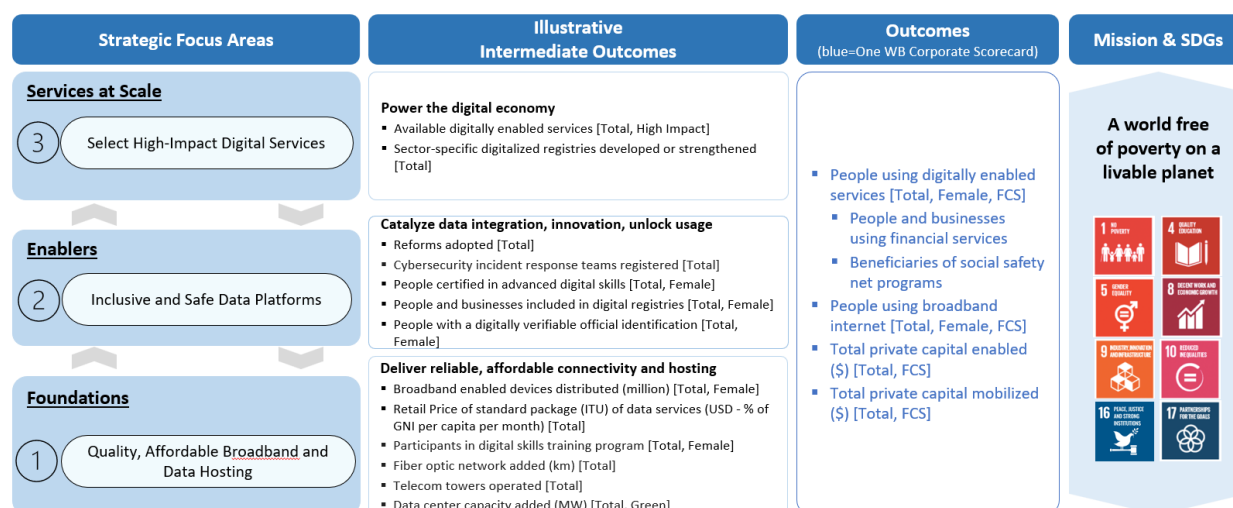 Strategic Focus Areas
Illustrative
Intermediate Outcomes
Outcomes
(blue=One WB Corporate Scorecard)
Mission & SDGs
Services at Scale
3
Select High-Impact Digital Services
Power the digital economy
▪ Available digitally enabled services [Total, High Impact]
▪ Sector-specific digitalized registries developed or strengthened
[Total]
Enablers
2
Inclusive and Safe Data Platforms
Catalyze data integration, innovation, unlock usage
▪ Reforms adopted [Total]
▪ Cybersecurity incident response teams registered [Total]
▪ People certified in advanced digital skills [Total, Female]
▪ People and businesses included in digital registries [Total, Female]
▪ People with a digitally verifiable official identification [Total,
Female]
Foundations
1
Quality, Affordable Broadband and
Data Hosting
Deliver reliable, affordable connectivity and hosting
▪ Broadband enabled devices distributed (million) [Total, Female]
▪ Retail Price of standard package (ITU) of data services (USD - % of
GNI per capita per month) [Total]
▪ Participants in digital skills training program [Total, Female]
▪ Fiber optic network added (km) [Total]
▪ Telecom towers operated [Total]
▪ Data center capacity added (MW) [Total, Green]
▪ People using digitally enabled
services [Total, Female, FCS]
▪ People and businesses
using financial services
▪ Beneficiaries of social safety
net programs
▪ People using broadband
internet [Total, Female, FCS]
▪ Total private capital enabled
($) [Total, FCS]
▪ Total private capital mobilized
($) [Total, FCS]
A world free
of poverty on a
livable planet
1 NO
POVERTY
4 QUALITY
EDUCATION
5 GENDER
EQUALITY
8 DECENT WORK AND
ECONOMIC GROWTH
9 INDUSTRY, INNOVATION
AND INFRASTRUCTURE
10 REDUCED
INEQUALITIES
16 PEACE, JUSTICE
AND STRONG
INSTITUTIONS
17 PARTNERSHIPS
FOR THE GOALS